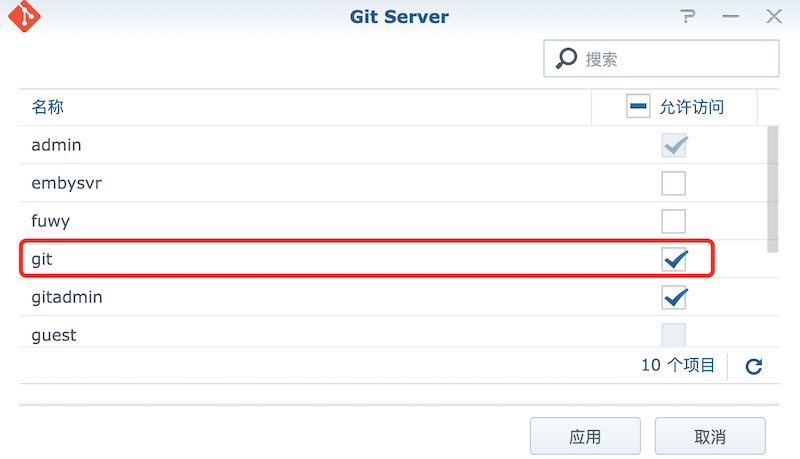 Git Server
搜索
名称 允许访问
admin
embysvr
fuwy
git
gitadmin
guest
10 个项目
应用 取消